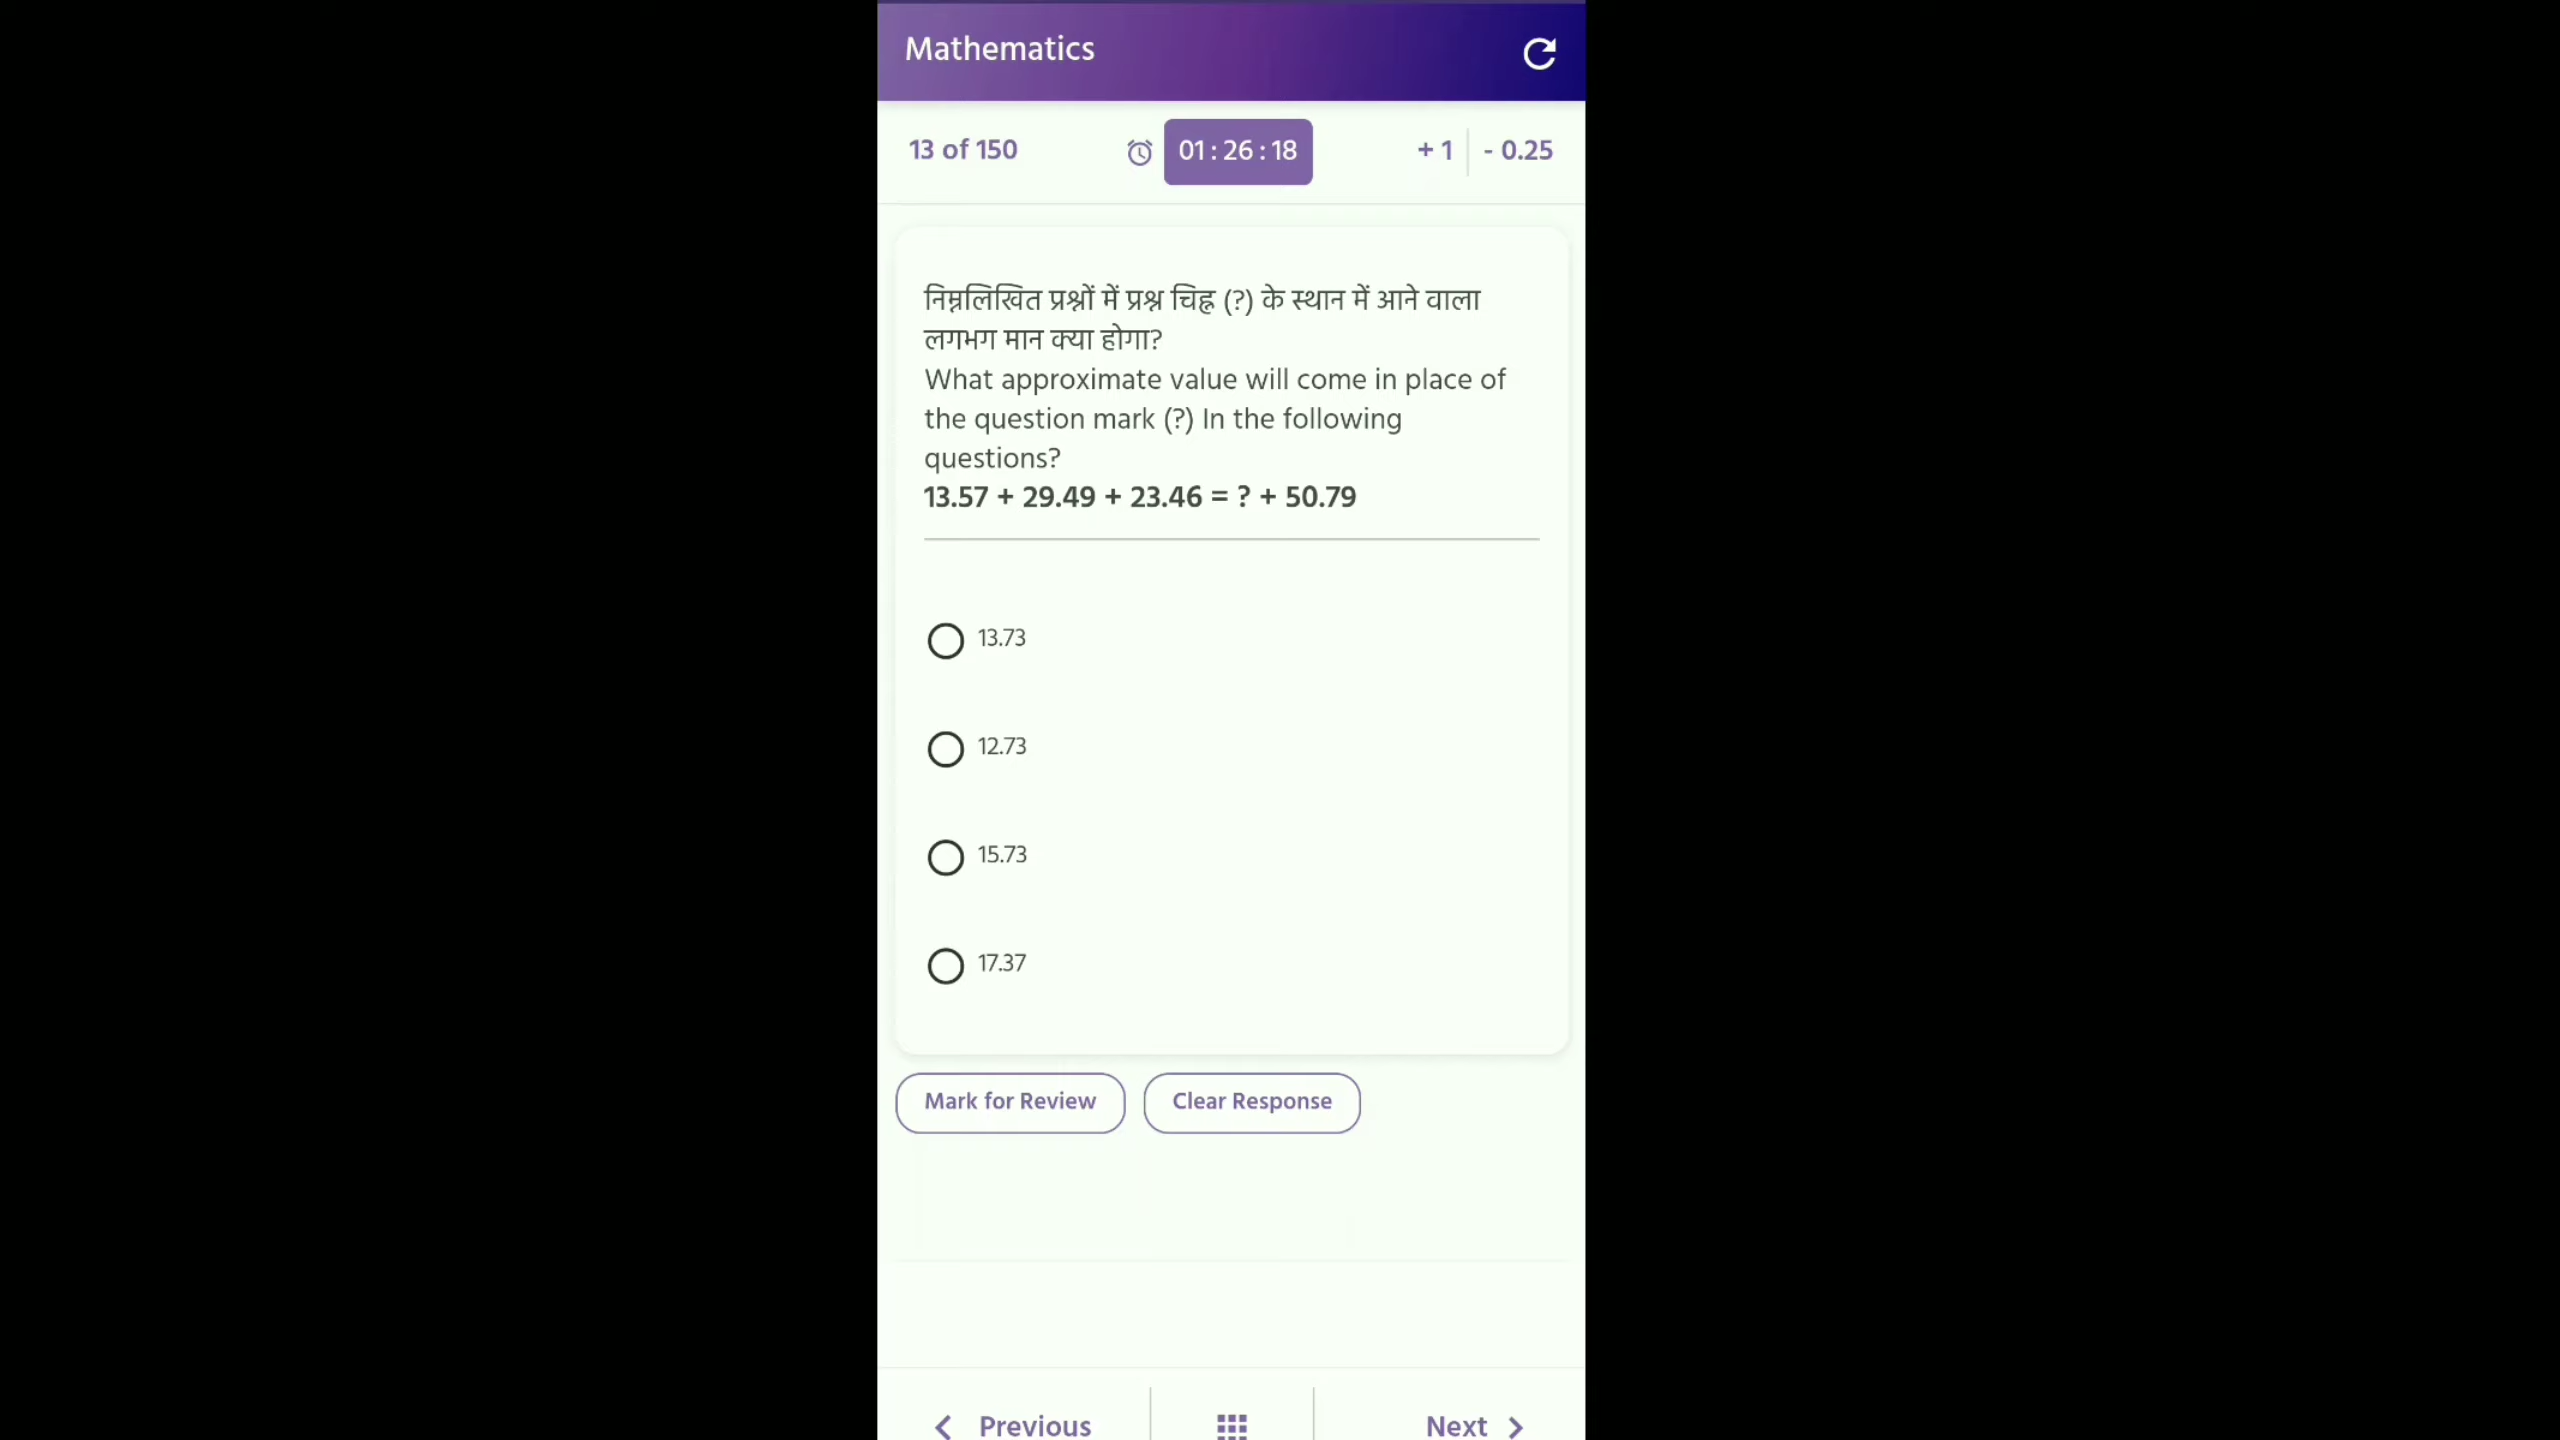 Mathematics
13 of 150
01 : 26 : 18
+ 1
- 0.25
निम्नलिखित प्रश्नों में प्रश्न चिह्न (?) के स्थान में आने वाला
लगभग मान क्या होगा?
What approximate value will come in place of
the question mark (?) In the following
questions?
13.57 + 29.49 + 23.46 = ? + 50.79
13.73
12.73
15.73
17.37
Mark for Review
Clear Response
Previous
Next